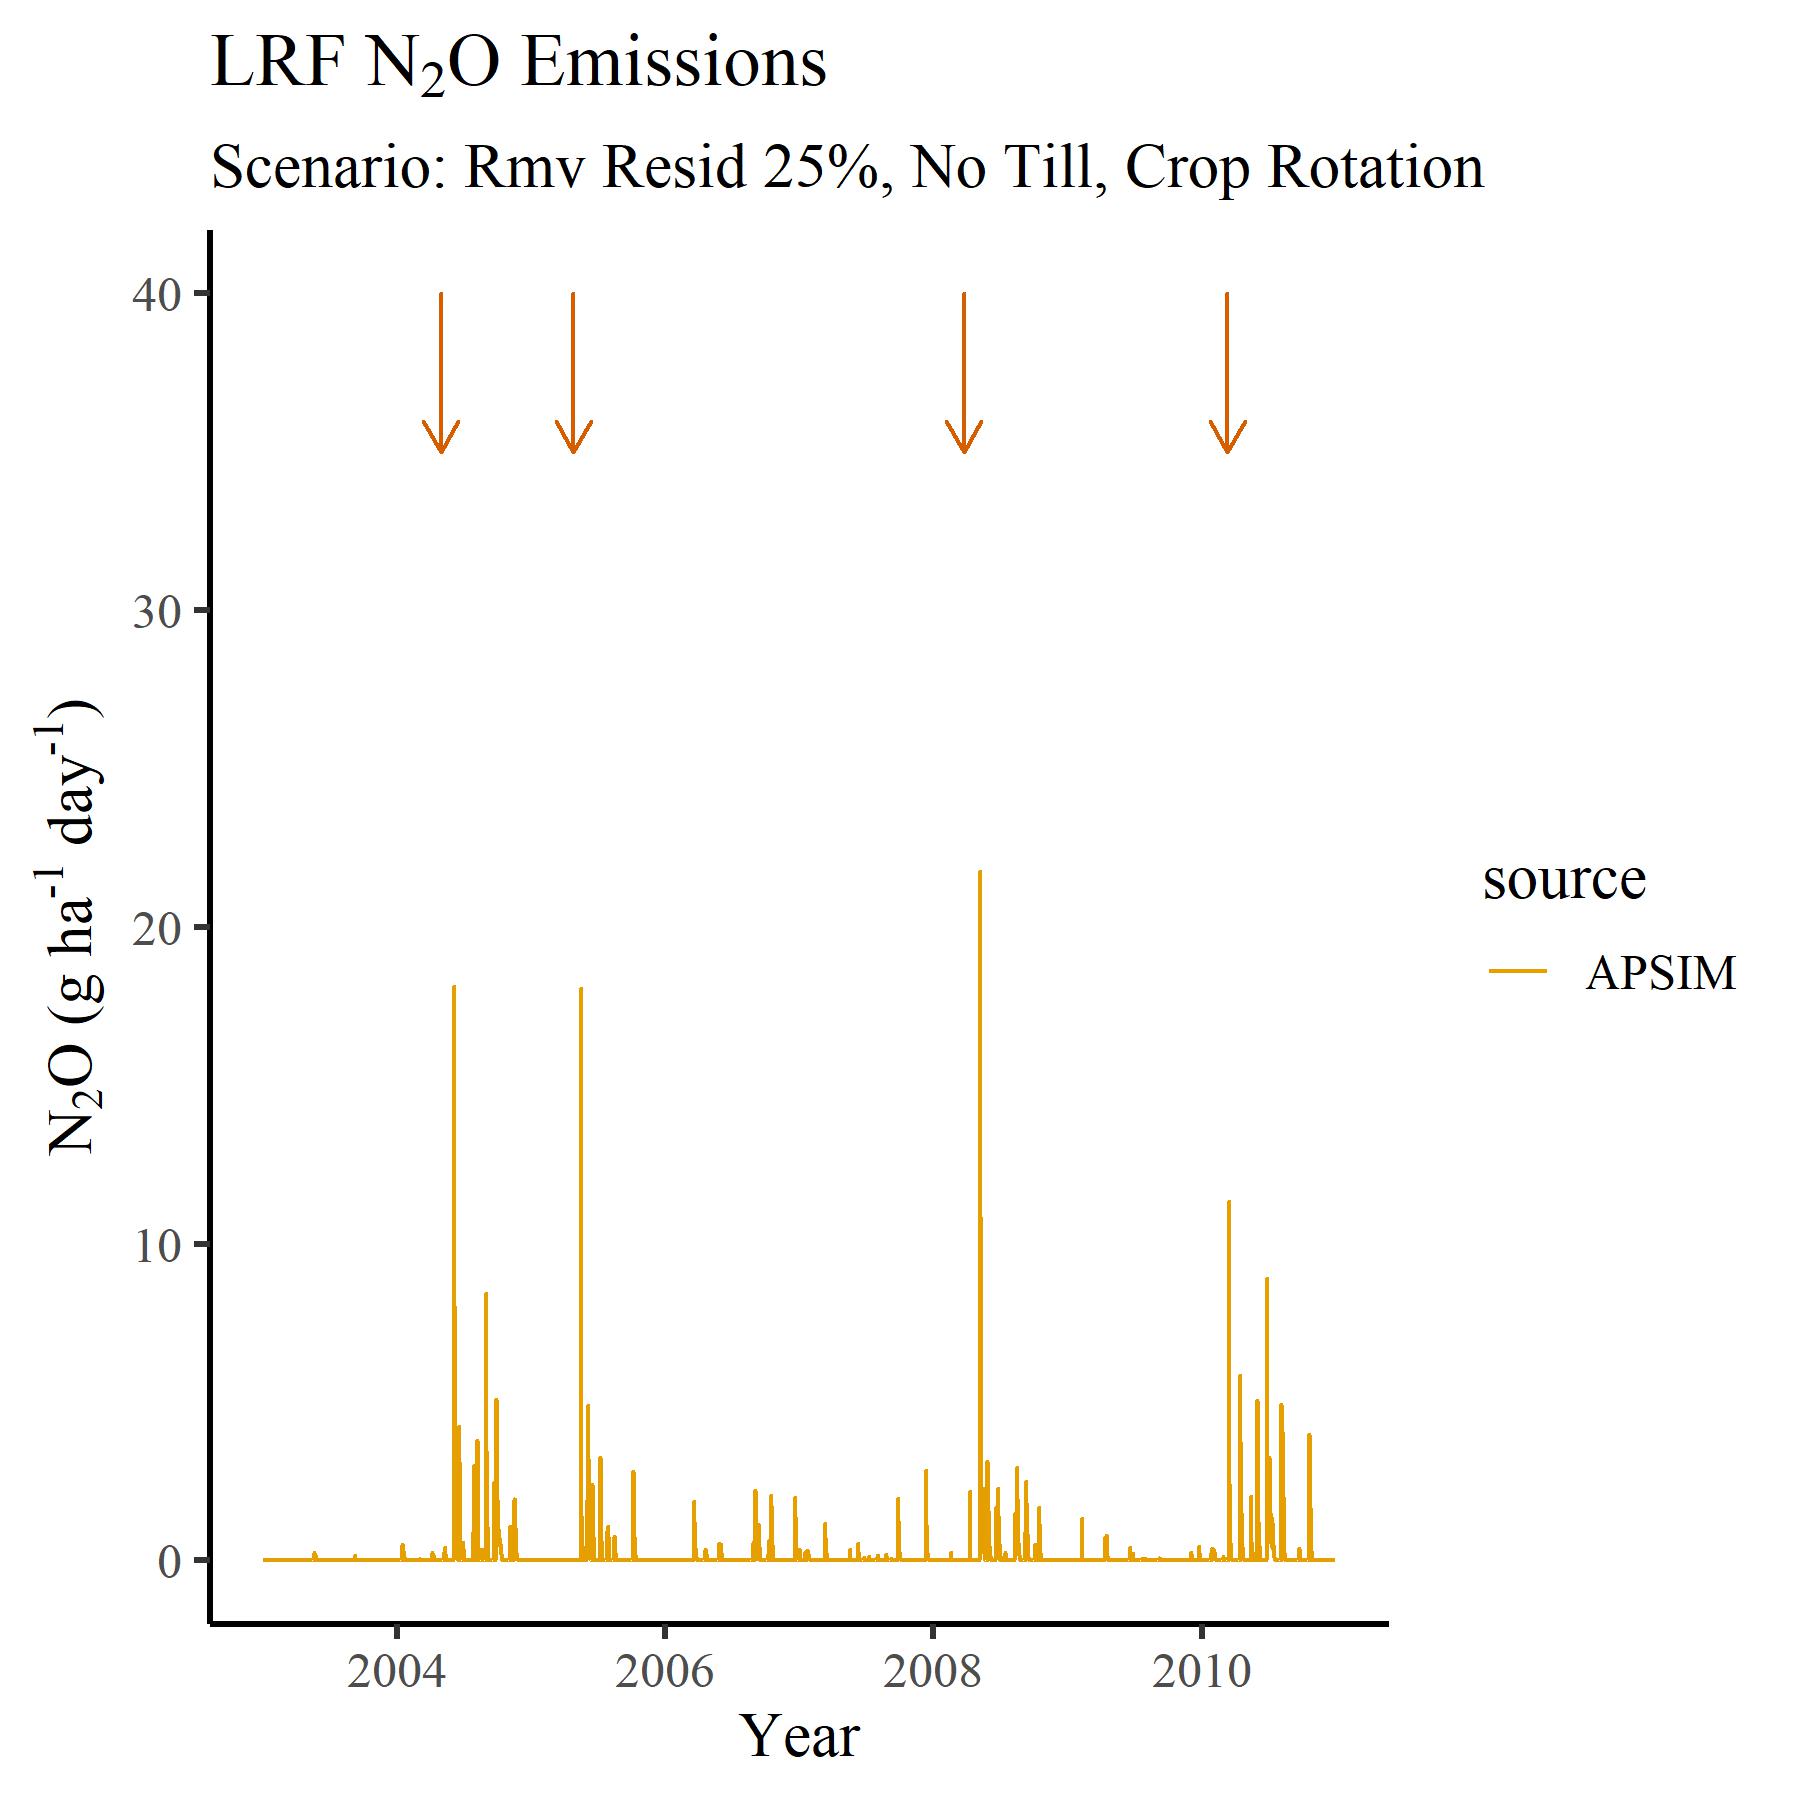 LRF N₂O Emissions
Scenario: Rmv Resid 25%, No Till, Crop Rotation
N₂O (g ha⁻¹ day⁻¹)
40
30
20
10
0
2004 2006 2008 2010
Year
source
APSIM